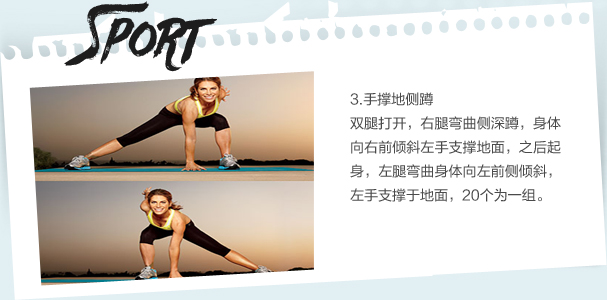 SPORT
3.手撑地侧蹲
双腿打开，右腿弯曲侧深蹲，身体
向右前倾斜左手支撑地面，之后起
身，左腿弯曲身体向左前侧倾斜，
左手支撑于地面，20个为一组。